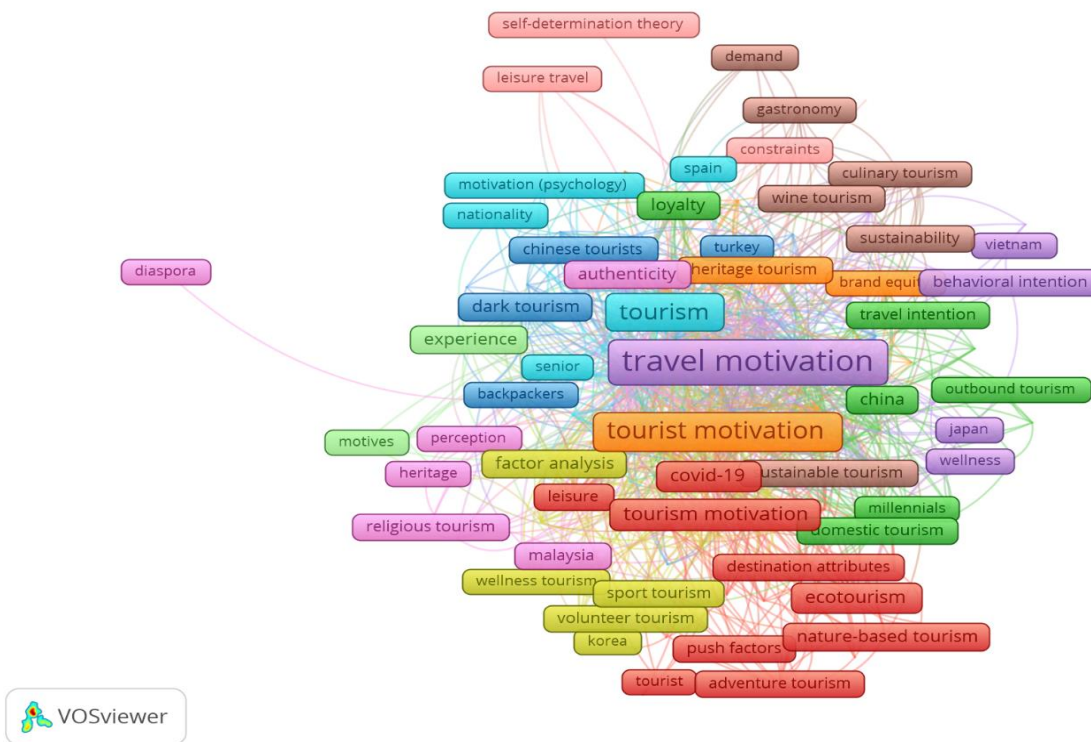 self-determination theory
demand
leisure travel
gastronomy
constraints
spain
culinary tourism
motivation (psychology)
wine tourism
loyalty
nationality
sustainability
vietnam
chinese tourists
turkey
authenticity
heritage tourism
diaspora
brand equi
behavioral intention
dark tourism
tourism
travel intention
experience
travel motivation
senior
backpackers
china
outbound tourism
tourist motivation
japan
motives
perception
factor analysis
wellness
heritage
covid-19
ustainable tourism
leisure
millennials
tourism motivation
religious tourism
domestic tourism
malaysia
destination attributes
wellness tourism
sport tourism
ecotourism
volunteer tourism
korea
nature-based tourism
push factors
tourist
adventure tourism
VOSviewer